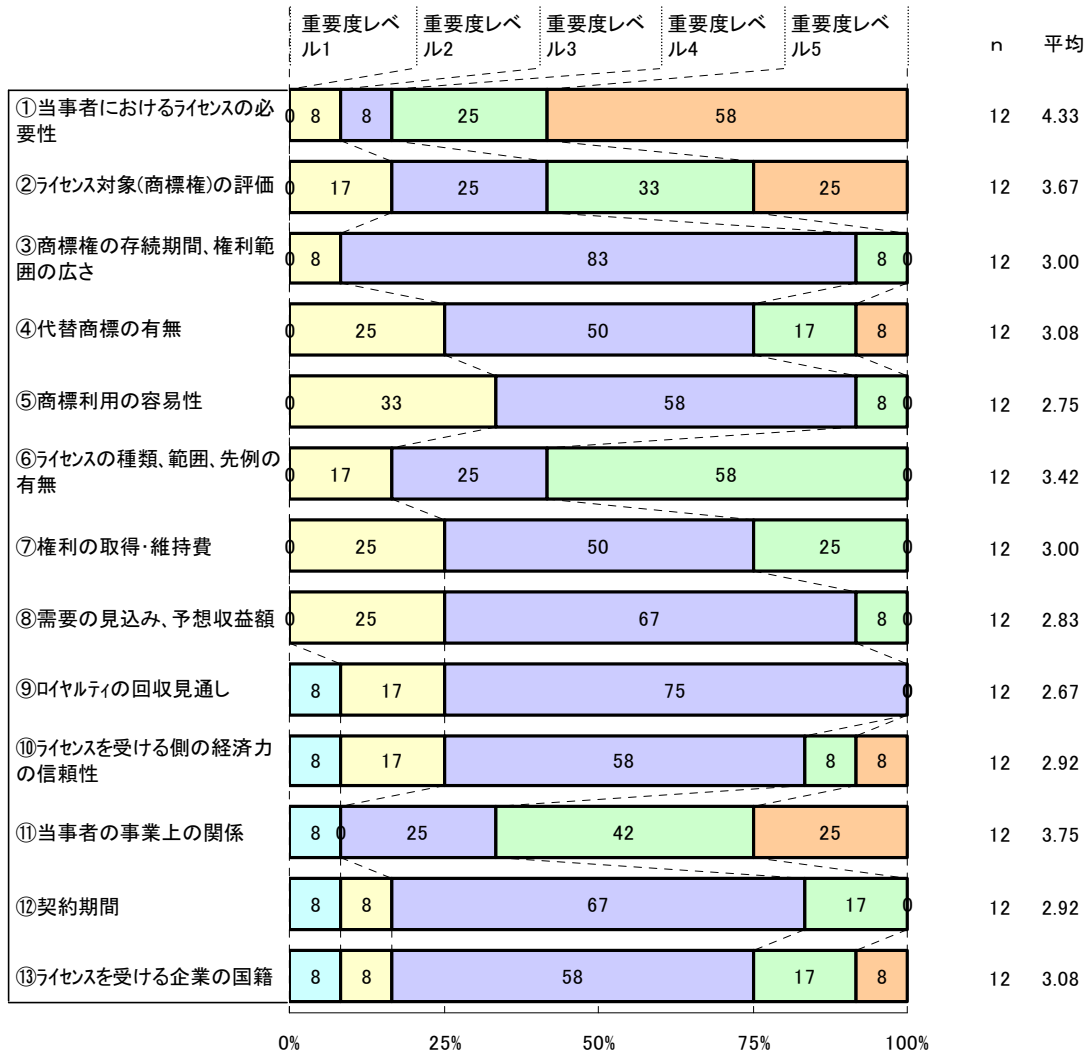 重要度レベ 重要度レベ 重要度レベ 重要度レベ 重要度レベ
ル1 ル2 ル3 ル4 ル5
n 平均
①当事者におけるライセンスの必
要性
0 8 8 25 58 12 4.33
②ライセンス対象(商標権)の評価 0 17 25 33 25 12 3.67
③商標権の存続期間、権利範
囲の広さ
0 8 83 8 0 12 3.00
④代替商標の有無 0 25 50 17 8 12 3.08
⑤商標利用の容易性 0 33 58 8 0 12 2.75
⑥ライセンスの種類、範囲、先例の
有無
0 17 25 58 0 12 3.42
⑦権利の取得・維持費 0 25 50 25 0 12 3.00
⑧需要の見込み、予想収益額 0 25 67 8 0 12 2.83
⑨ロイヤルティの回収見通し 8 17 75 0 12 2.67
⑩ライセンスを受ける側の経済力
の信頼性
8 17 58 8 8 12 2.92
⑪当事者の事業上の関係 8 0 25 42 25 12 3.75
⑫契約期間 8 8 67 17 0 12 2.92
⑬ライセンスを受ける企業の国籍 8 8 58 17 8 12 3.08
0% 25% 50% 75% 100%